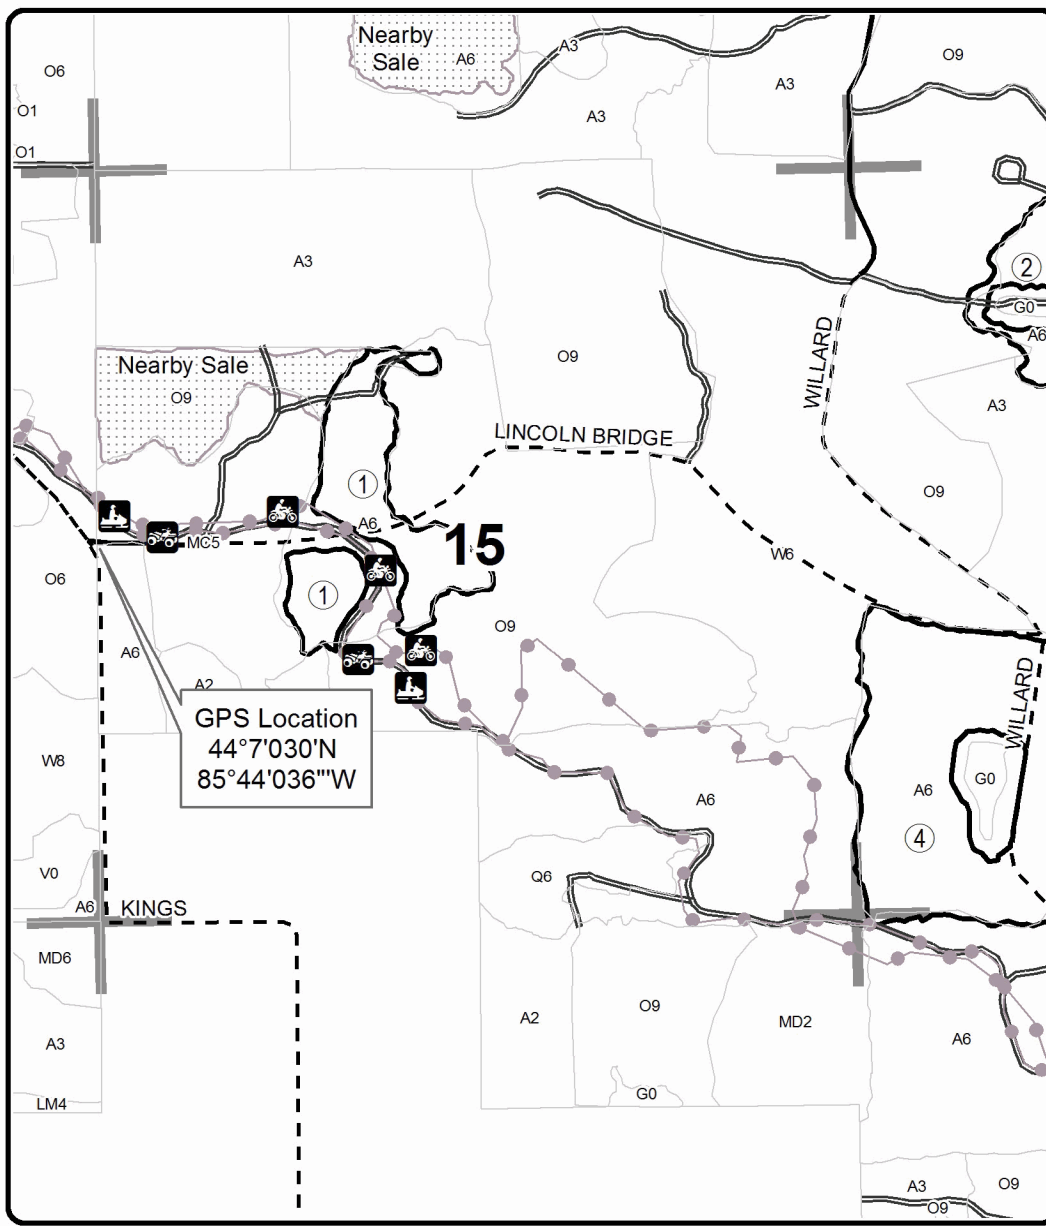 Nearby
Sale
A6
A3
O9
O6
A3
A3
O1
O1
A3
2
G0
A6
WILLARD
Nearby Sale
O9
O9
A3
LINCOLN BRIDGE
1
O9
A6
15
MC5
W6
O6
1
A6
O9
A2
WILLARD
GPS Location
44°7'030'N
85°44'036"'W
W8
G0
A6
A6
4
V0
Q6
A6
KINGS
MD6
O9
A2
MD2
A6
A3
G0
LM4
A3
O9
O9